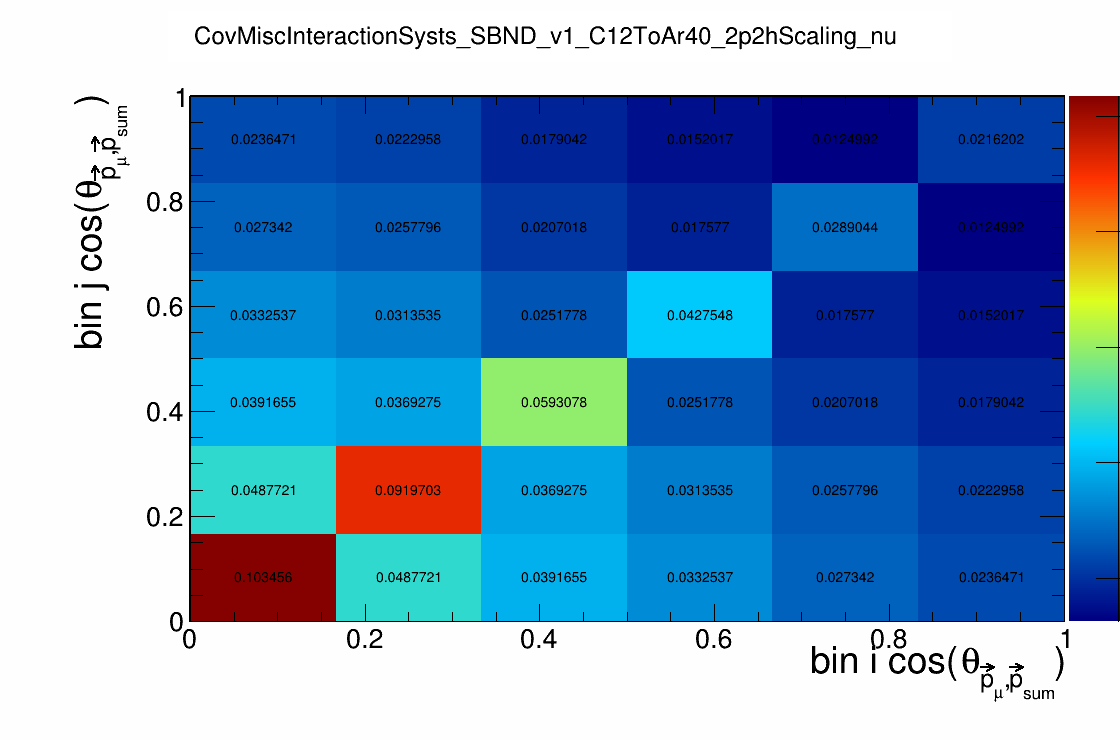 CovMiscInteractionSysts_SBND_v1_C12ToAr40_2p2hScaling_nu
bin j cos(θ p⃗μ,p⃗sum)
1
0.8
0.6
0.4
0.2
0
0.0236471 0.0222958 0.0179042 0.0152017 0.0124992 0.0216202
0.027342 0.0257796 0.0207018 0.017577 0.0289044 0.0124992
0.0332537 0.0313535 0.0251778 0.0427548 0.017577 0.0152017
0.0391655 0.0369275 0.0593078 0.0251778 0.0207018 0.0179042
0.0487721 0.0919703 0.0369275 0.0313535 0.0257796 0.0222958
0.103456 0.0487721 0.0391655 0.0332537 0.027342 0.0236471
0 0.2 0.4 0.6 0.8 1
bin i cos(θ p⃗μ,p⃗sum)